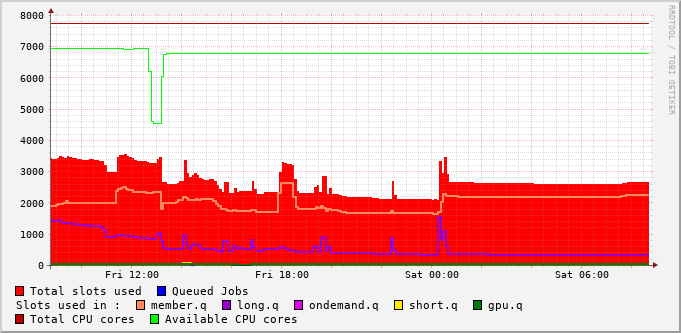 8000
7000
6000
5000
4000
3000
2000
1000
0
Fri 12:00 Fri 18:00 Sat 00:00 Sat 06:00
RRDTOOL / TOBI OETIKER
Total slots used Queued Jobs
Slots used in : member.q long.q ondemand.q short.q gpu.q
Total CPU cores Available CPU cores